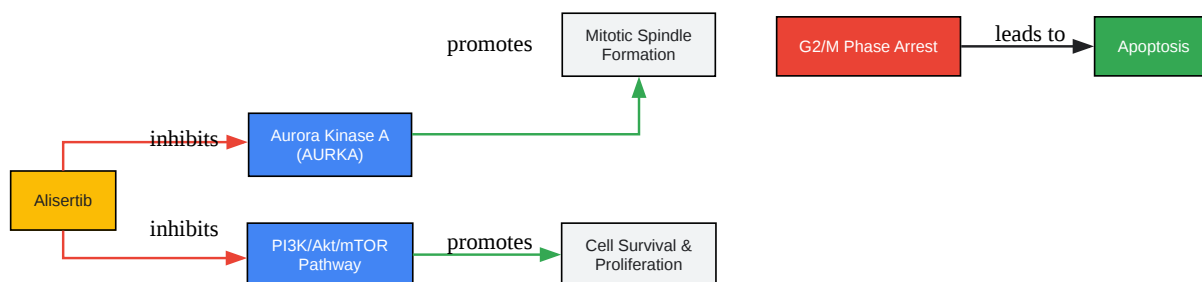 promotes
Mitotic Spindle
Formation
G2/M Phase Arrest
leads to
Apoptosis
inhibits
Aurora Kinase A
(AURKA)
Alisertib
inhibits
PI3K/Akt/mTOR
Pathway
promotes
Cell Survival &
Proliferation